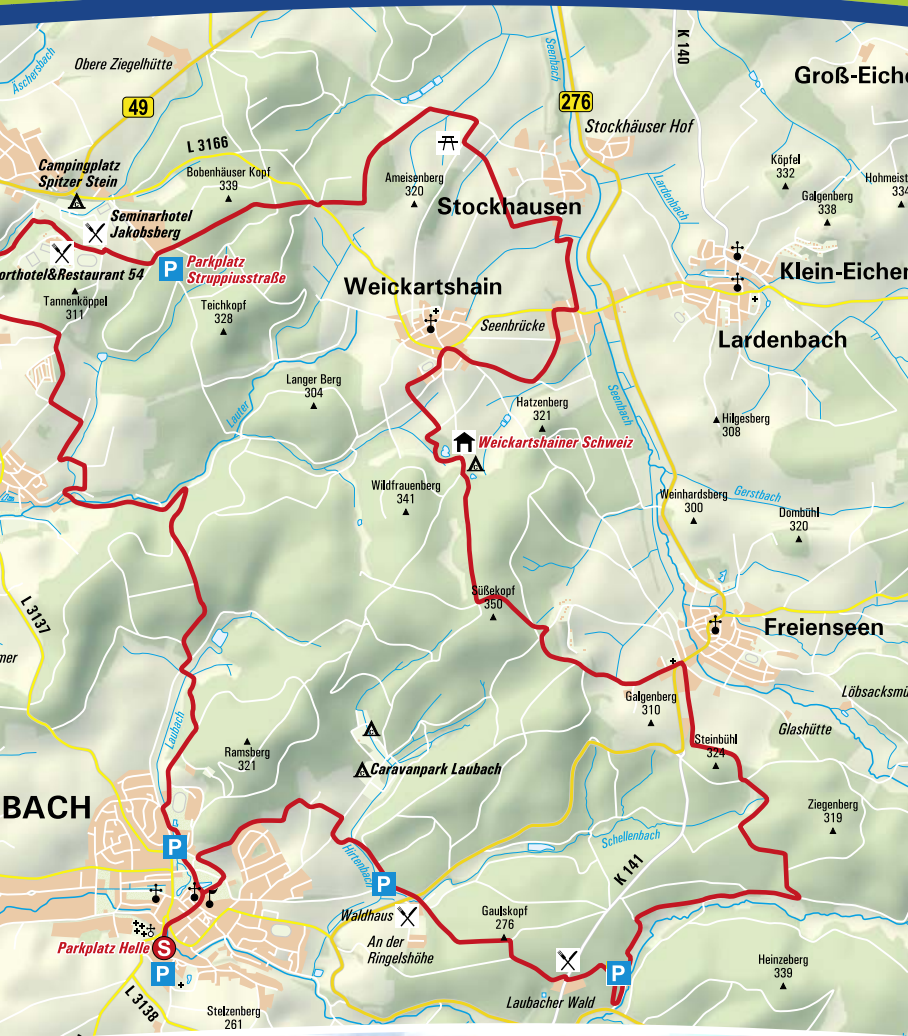 Obere Ziegelhütte
Äschersbach
49
L 3166
Seenbach
276
K 140
Groß-Eiche
Stockhäuser Hof
Campingplatz
Spitzer Stein
Bobenhäuser Kopf
339
Ameisenberg
320
Köpfel
332
Galgenberg
338
Hohmeist
334
Lardenbach
Stockhausen
Seminarhotel
Jakobsberg
P
Parkplatz
Struppiusstraße
orthotel&Restaurant 54
Tannenköppel
311
Teichkopf
328
Weickartshain
Seenbrücke
Klein-Eichen
Lardenbach
Langer Berg
304
Lauter
Hatzenberg
321
Seenbach
Hilgesberg
308
Weickartshainer Schweiz
Wildfrauenberg
341
Weinhardsberg
300
Gerstbach
Dombühl
320
L 3137
Süßekopf
350
Freienseen
mer
Galgenberg
310
Löbsacksmü
Glashütte
Laubach
Ramsberg
321
Steinbühl
324
Caravanpark Laubach
BACH
Ziegenberg
319
P
Hirtenbach
Schellenbach
K 141
P
Waldhaus
An der
Ringelshöhe
Gaulskopf
276
Parkplatz Helle
S
P
P
Heinzeberg
339
Laubacher Wald
L 3138
Stelzenberg
261